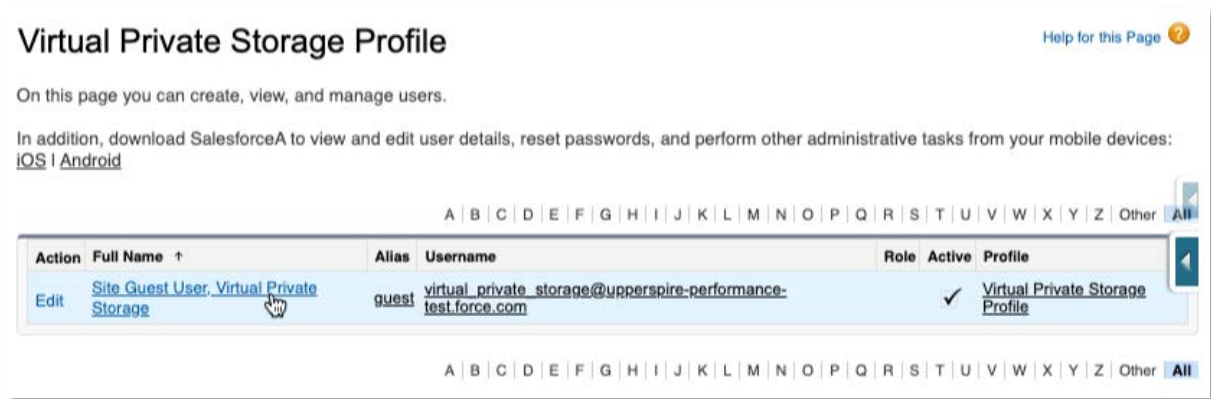 Virtual Private Storage Profile
Help for this Page ?
On this page you can create, view, and manage users.
In addition, download SalesforceA to view and edit user details, reset passwords, and perform other administrative tasks from your mobile devices:
iOS | Android
A | B | C | D | E | F | G | H | I | J | K | L | M | N | O | P | Q | R | S | T | U | V | W | X | Y | Z | Other | All
Action Full Name ↑ Alias Username Role Active Profile
Edit Site Guest User, Virtual Private guest virtual_private_storage@upperspire-performance- ✓ Virtual Private Storage
Storage test.force.com Profile
A | B | C | D | E | F | G | H | I | J | K | L | M | N | O | P | Q | R | S | T | U | V | W | X | Y | Z | Other | All